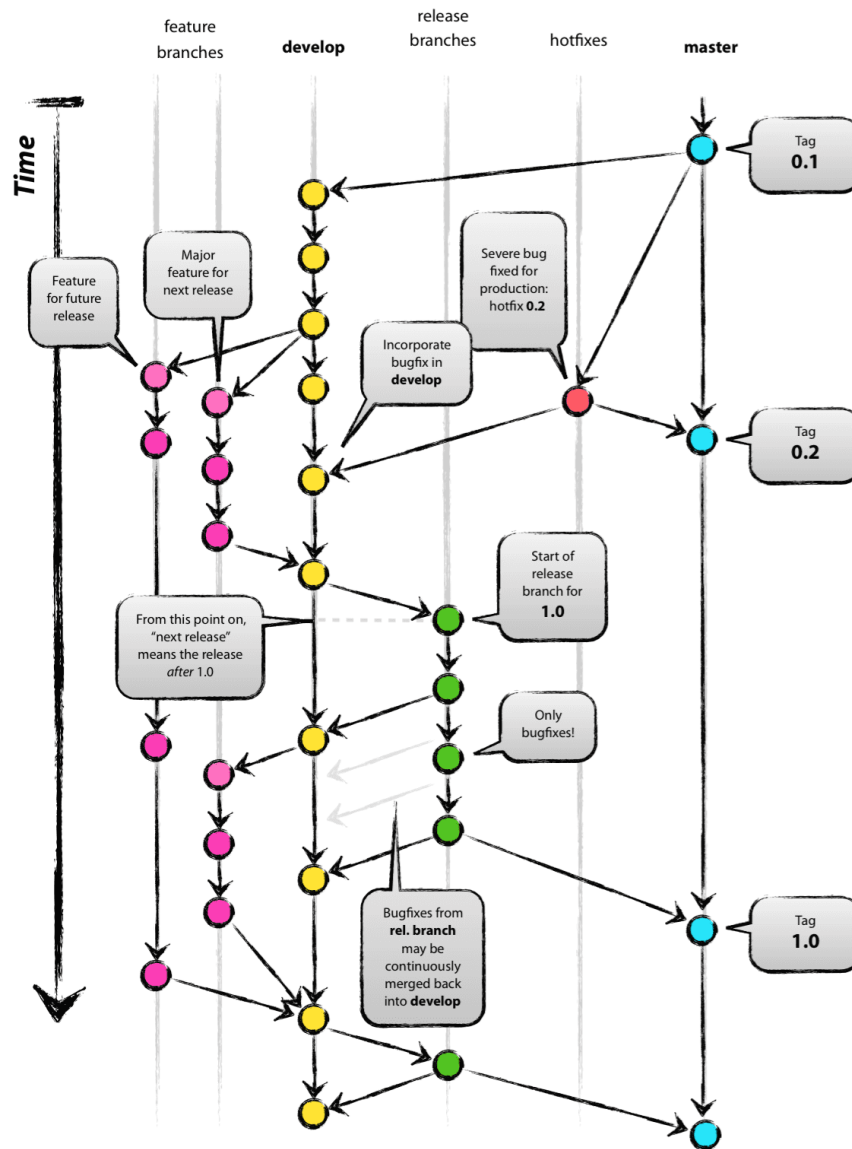 feature
branches
develop
release
branches
hotfixes
master
Time
Tag
0.1
Major
feature for
next release
Severe bug
fixed for
production:
hotfix 0.2
Feature
for future
release
Incorporate
bugfix in
develop
Tag
0.2
Start of
release
branch for
1.0
From this point on,
“next release”
means the release
after 1.0
Only
bugfixes!
Bugfixes from
rel. branch
may be
continuously
merged back
into develop
Tag
1.0